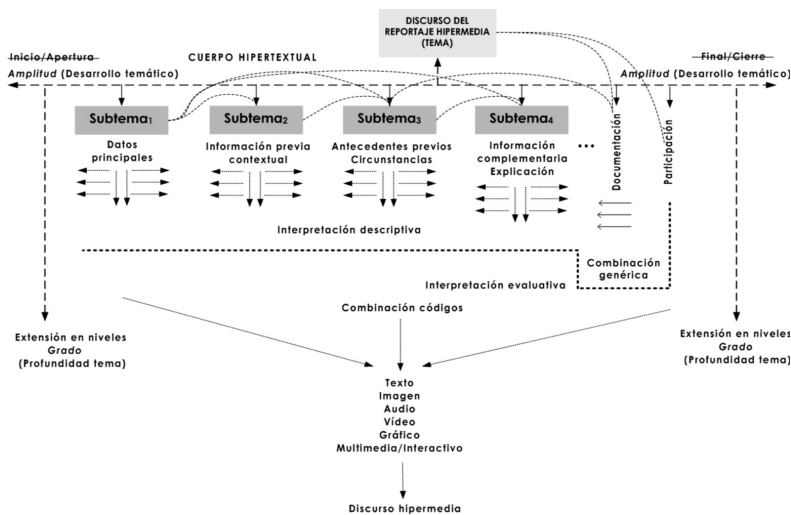 DISCURSO DEL
REPORTAJE HIPERMEDIA
(TEMA)
Inicio/Apertura
CUERPO HIPERTEXTUAL
Final/Cierre
Amplitud (Desarrollo temático)
Amplitud (Desarrollo temático)
Subtema1
Subtema2
Subtema3
Subtema4
Datos
principales
Información previa
contextual
Antecedentes previos
Circunstancias
Información
complementaria
Explicación
...
Documentación
Participación
Interpretación descriptiva
Combinación
genérica
Interpretación evaluativa
Combinación códigos
Extensión en niveles
Grado
(Profundidad tema)
Extensión en niveles
Grado
(Profundidad tema)
Texto
Imagen
Audio
Vídeo
Gráfico
Multimedia/Interactivo
Discurso hipermedia